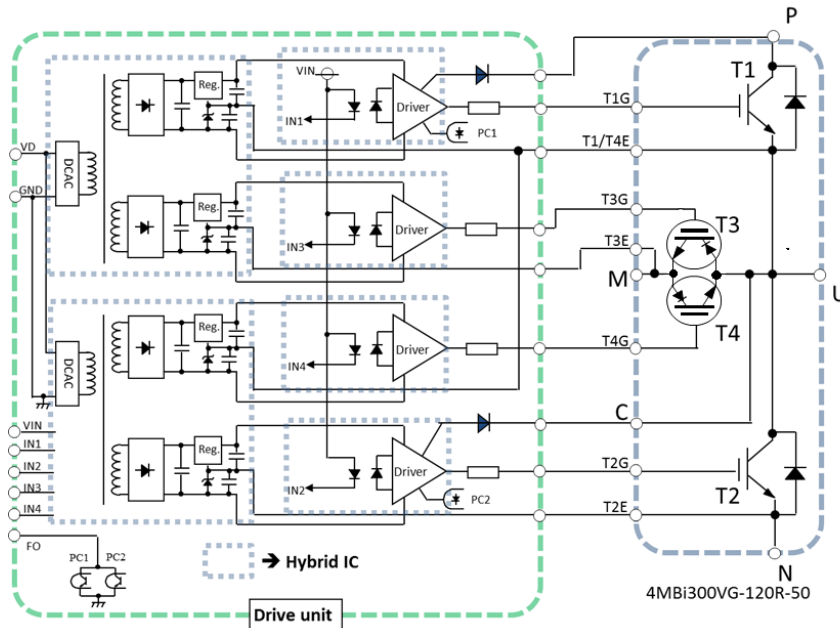 P
T1
VIN
Reg.
Driver
T1G
IN1
PC1
T1/T4E
VD
DCAC
GND
T3G
Reg.
T3
Driver
T3E
IN3
M
U
T4
Reg.
Driver
T4G
DCAC
IN4
C
VIN
IN1
Reg.
Driver
T2G
IN2
IN2
PC2
T2
IN3
T2E
IN4
FO
PC1
PC2
➔ Hybrid IC
N
4MBi300VG-120R-50
Drive unit